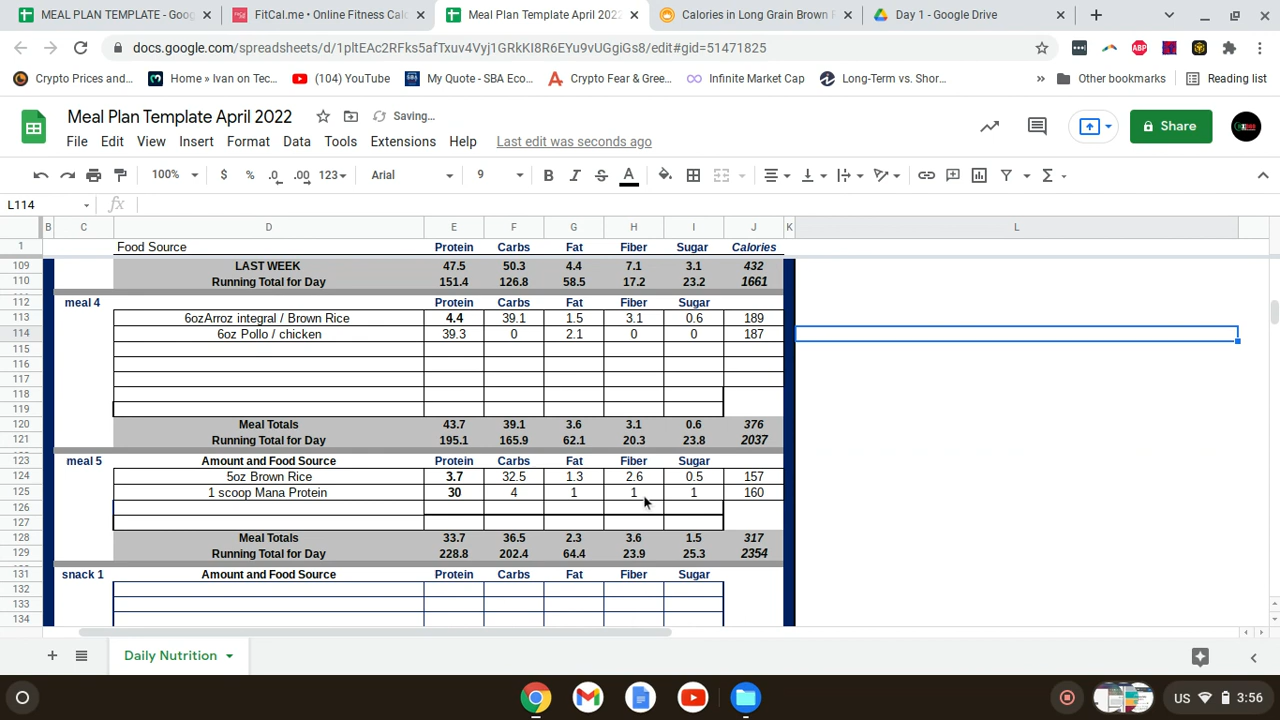 MEAL PLAN TEMPLATE - Go
FitCal.me • Online Fitness Cal
Meal Plan Template April 2022
Calories in Long Grain Brown F
Day 1 - Google Drive
docs.google.com/spreadsheets/d/1pltEAc2RFks5afTxuv4Vyj1GRkKI8R6EYu9vUGgiGs8/edit#gid=51471825
Crypto Prices and...
Home » Ivan on Tec...
(104) YouTube
My Quote - SBA Eco...
Crypto Fear & Gree...
Infinite Market Cap
Long-Term vs. Shor...
» Other bookmarks
Reading list
Meal Plan Template April 2022
Saving...
File Edit View Insert Format Data Tools Extensions Help Last edit was seconds ago
Share
100% $ % .0 .00 123 Arial 9 B I S A
L114 fx
B C D E F G H I J K L
1 Food Source Protein Carbs Fat Fiber Sugar Calories
109 LAST WEEK 47.5 50.3 4.4 7.1 3.1 432
110 Running Total for Day 151.4 126.8 58.5 17.2 23.2 1661
112 meal 4 Protein Carbs Fat Fiber Sugar
113 6ozArroz integral / Brown Rice 4.4 39.1 1.5 3.1 0.6 189
114 6oz Pollo / chicken 39.3 0 2.1 0 0 187
115
116
117
118
119
120 Meal Totals 43.7 39.1 3.6 3.1 0.6 376
121 Running Total for Day 195.1 165.9 62.1 20.3 23.8 2037
123 meal 5 Amount and Food Source Protein Carbs Fat Fiber Sugar
124 5oz Brown Rice 3.7 32.5 1.3 2.6 0.5 157
125 1 scoop Mana Protein 30 4 1 1 1 160
126
127
128 Meal Totals 33.7 36.5 2.3 3.6 1.5 317
129 Running Total for Day 228.8 202.4 64.4 23.9 25.3 2354
131 snack 1 Amount and Food Source Protein Carbs Fat Fiber Sugar
132
133
134
Daily Nutrition
US 3:56